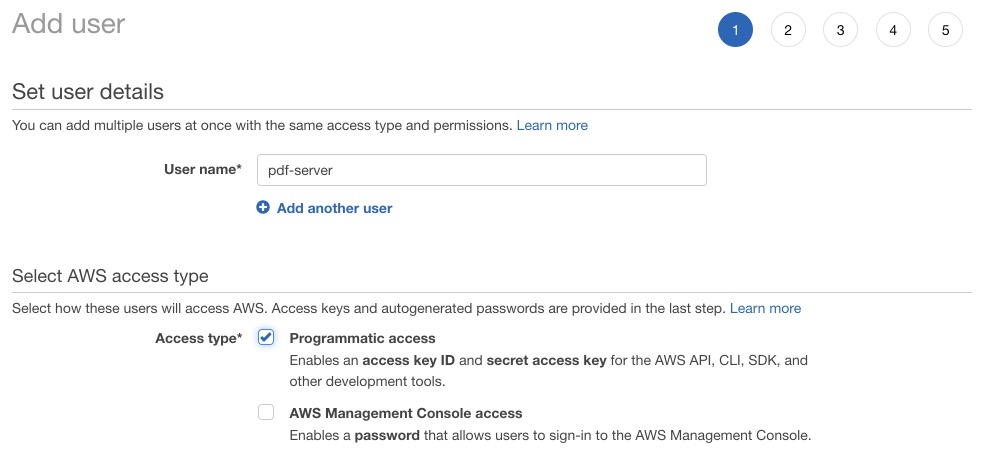 Add user
1 2 3 4 5
Set user details
You can add multiple users at once with the same access type and permissions. Learn more
User name* pdf-server
Add another user
Select AWS access type
Select how these users will access AWS. Access keys and autogenerated passwords are provided in the last step. Learn more
Access type* Programmatic access
Enables an access key ID and secret access key for the AWS API, CLI, SDK, and
other development tools.
AWS Management Console access
Enables a password that allows users to sign-in to the AWS Management Console.